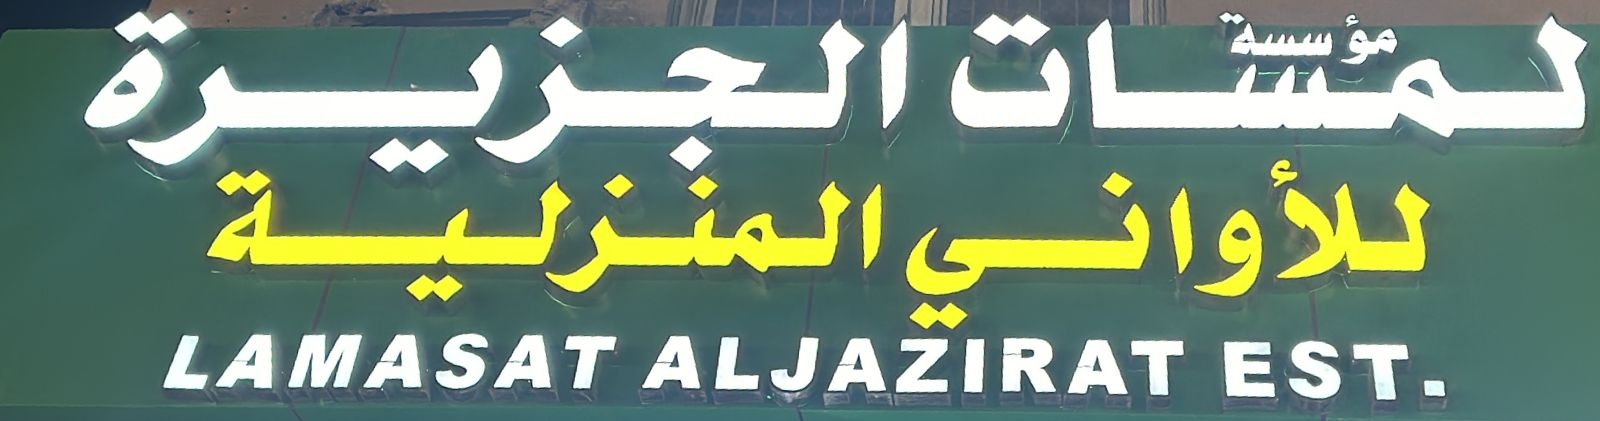 مؤسسة
لمسات الجزيرة
للأواني المنزلية
LAMASAT ALJAZIRAT EST.